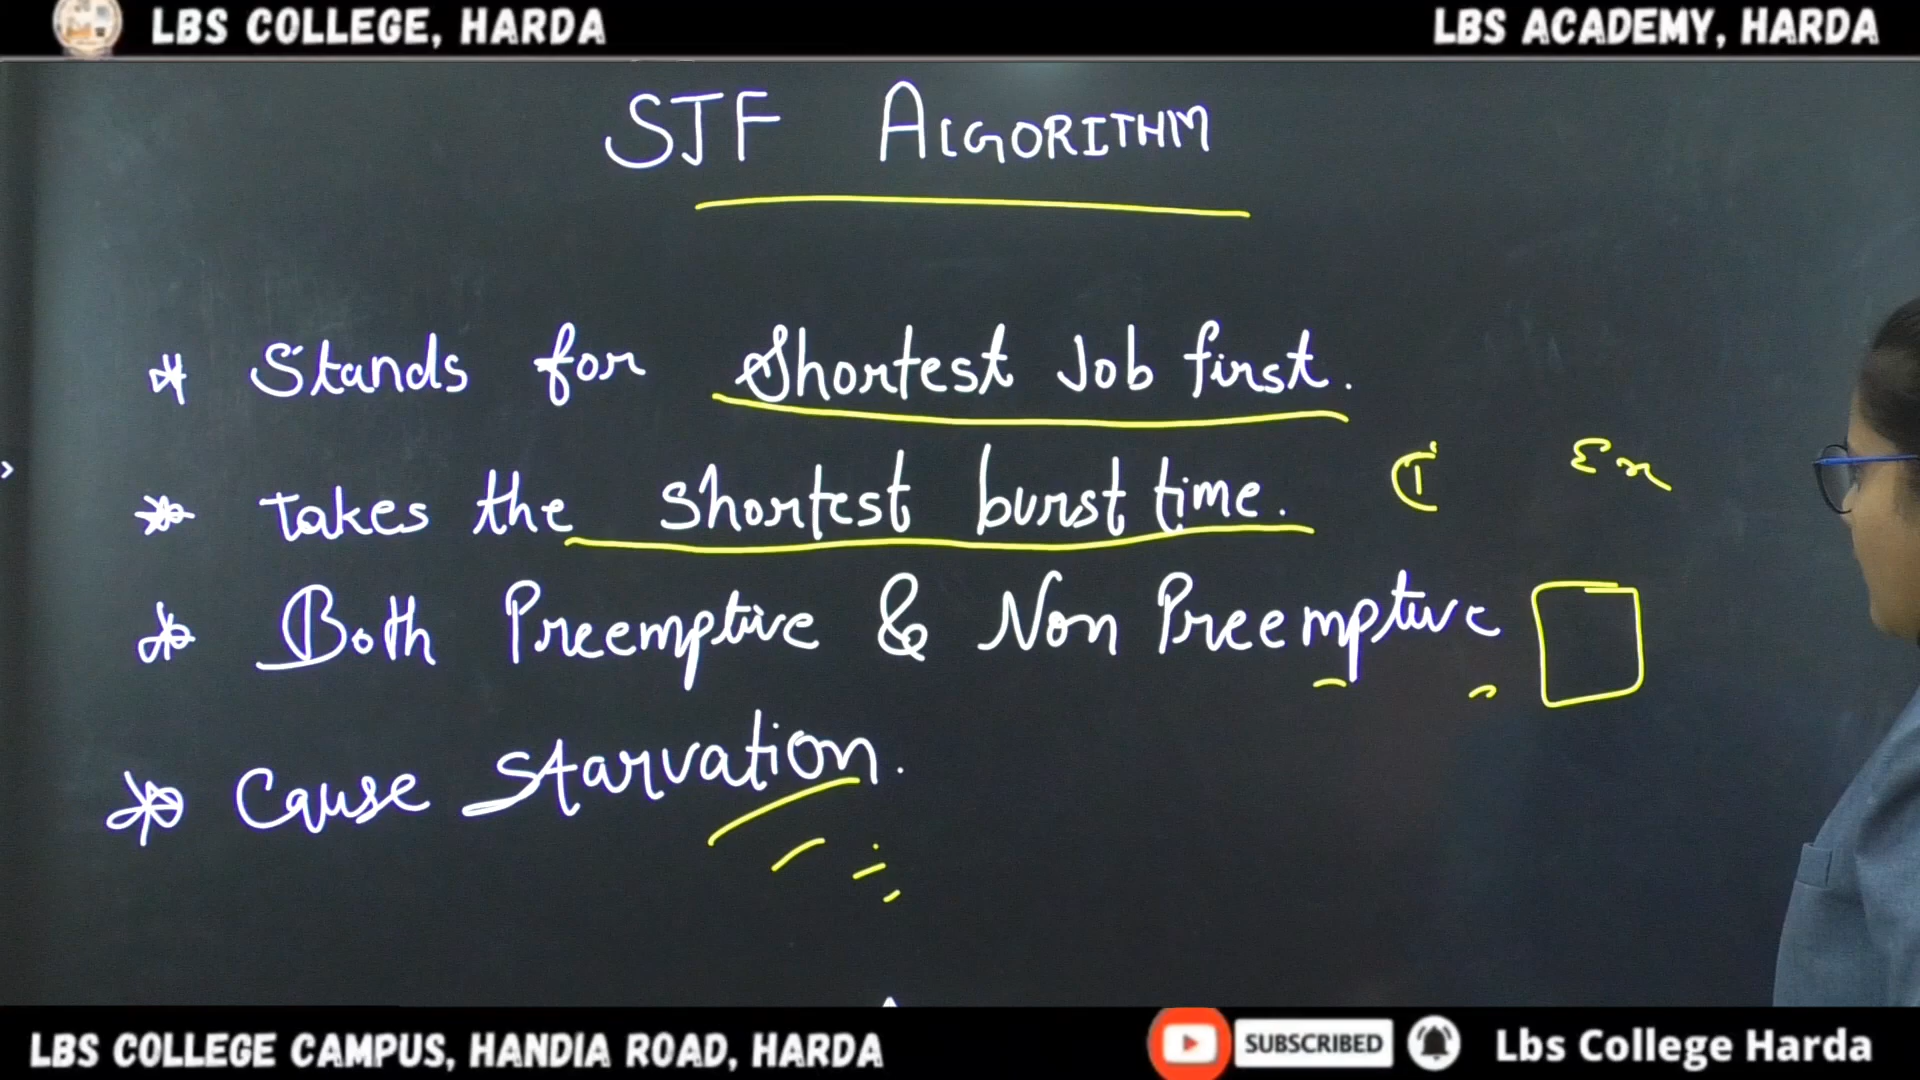 LBS COLLEGE, HARDA
LBS ACADEMY, HARDA
SJF ALGORITHM
* Stands for Shortest Job first.
* Takes the shortest burst time.
Ex
* Both Preemptive & Non Preemptive
* Cause Starvation.
LBS COLLEGE CAMPUS, HANDIA ROAD, HARDA
SUBSCRIBED
Lbs College Harda